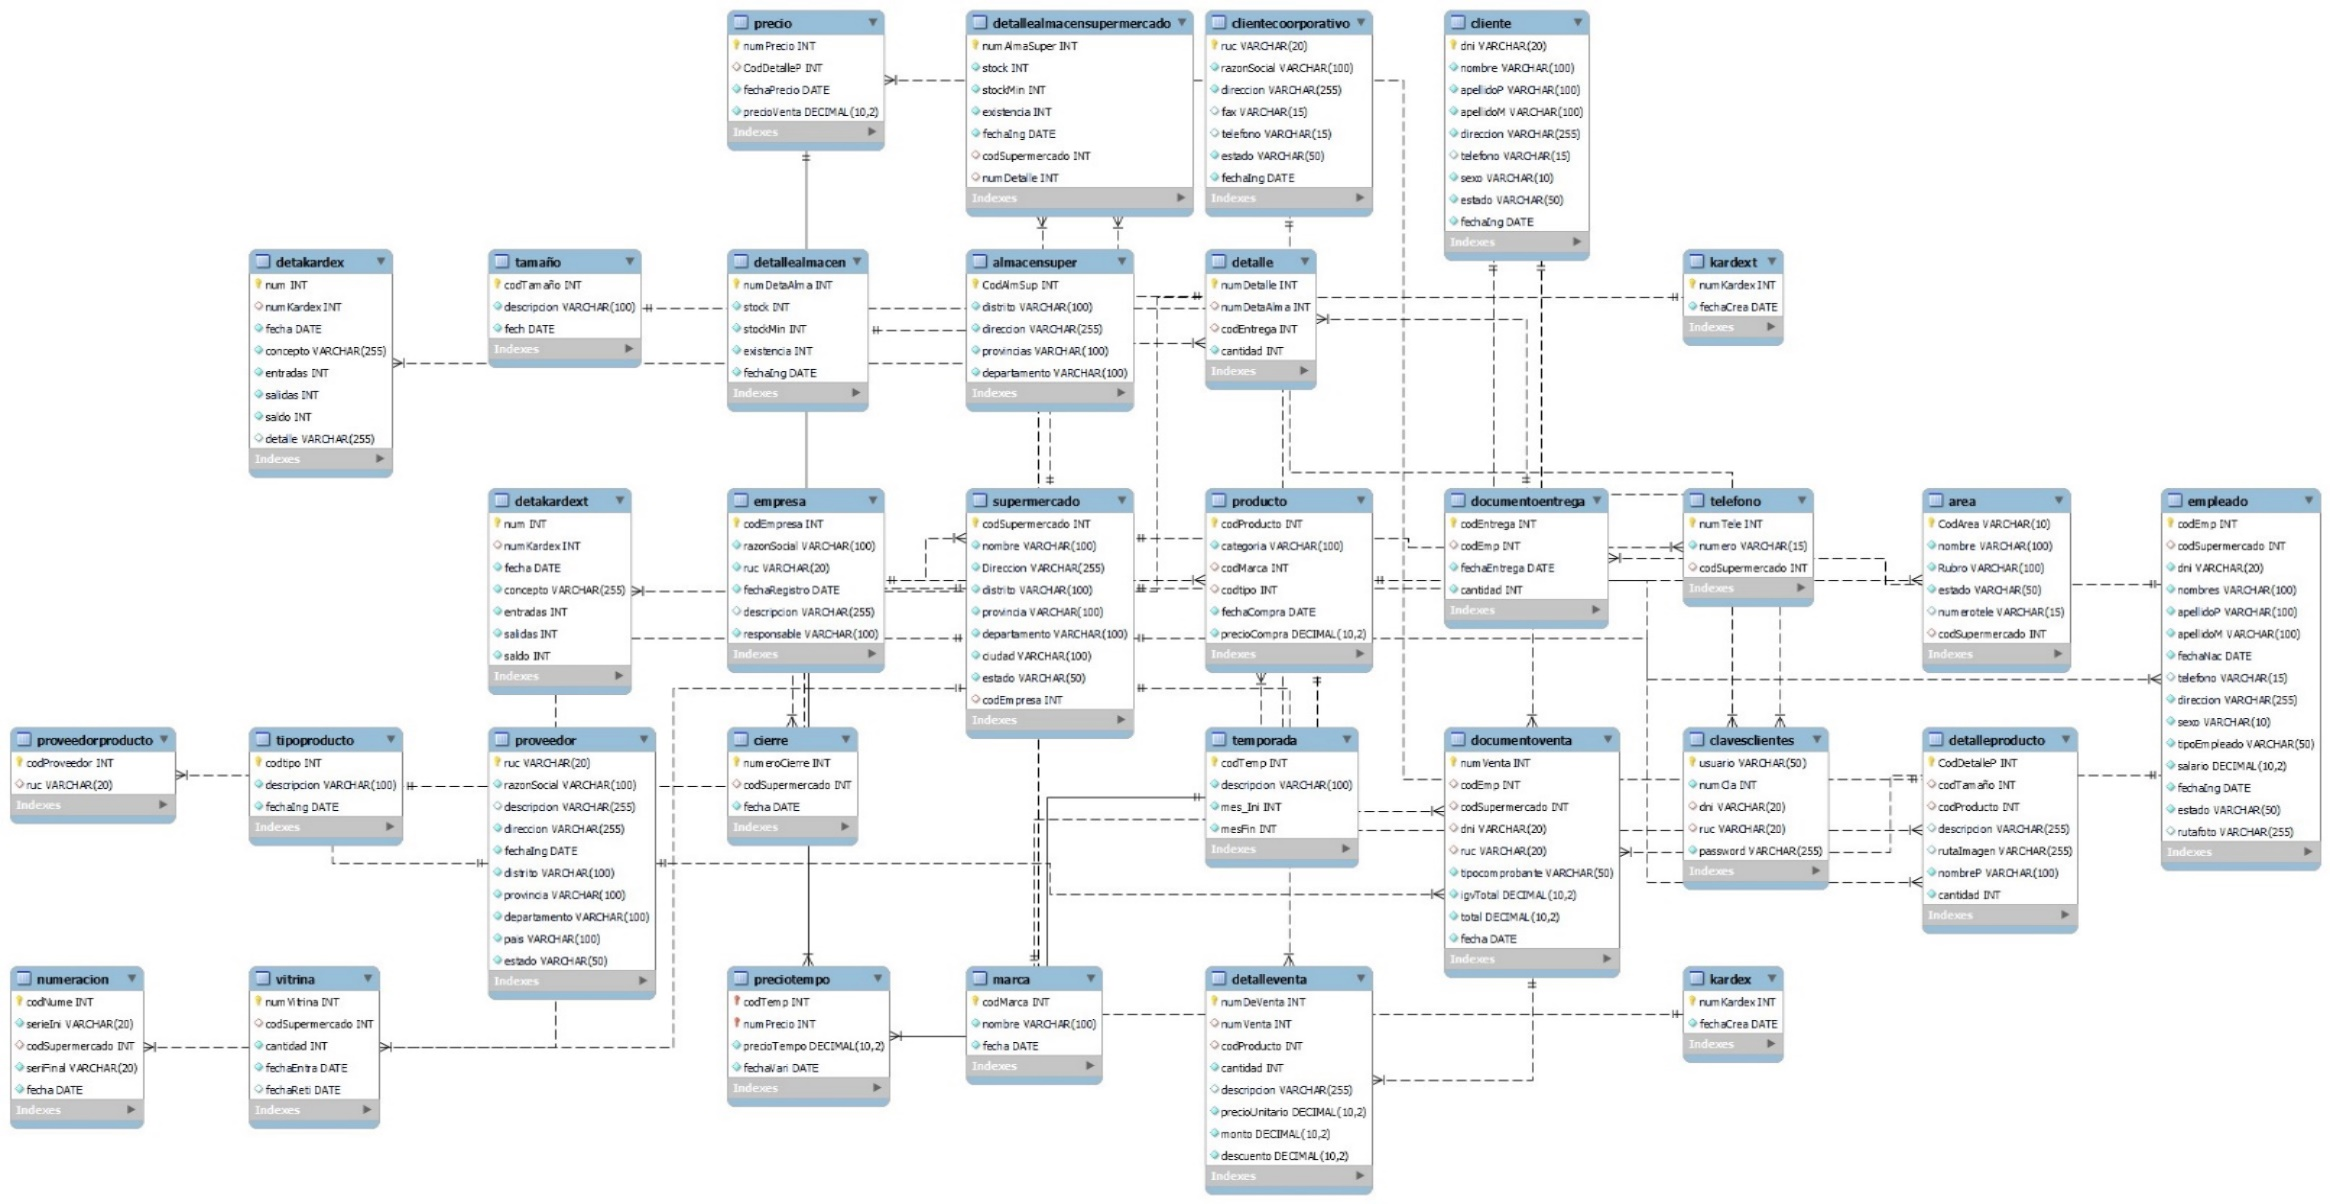 precio
numPrecio INT
CodDetalleP INT
fechaPrecio DATE
precioVenta DECIMAL(10,2)
Indexes
detallealmacensupermercado
numAlmaSuper INT
stock INT
stockMin INT
existencia INT
fechaIng DATE
codSupermercado INT
numDetalle INT
Indexes
clientecoorporativo
ruc VARCHAR(20)
razonSocial VARCHAR(100)
direccion VARCHAR(255)
fax VARCHAR(15)
telefono VARCHAR(15)
estado VARCHAR(50)
fechaIng DATE
Indexes
cliente
dni VARCHAR(20)
nombre VARCHAR(100)
apellidoP VARCHAR(100)
apellidoM VARCHAR(100)
direccion VARCHAR(255)
telefono VARCHAR(15)
sexo VARCHAR(10)
estado VARCHAR(50)
fechaIng DATE
Indexes
detakardex
num INT
numKardex INT
fecha DATE
concepto VARCHAR(255)
entradas INT
salidas INT
saldo INT
detalle VARCHAR(255)
Indexes
tamaño
codTamaño INT
descripcion VARCHAR(100)
fech DATE
Indexes
detallealmacen
numDetaAlma INT
stock INT
stockMin INT
existencia INT
fechaIng DATE
Indexes
almacensuper
CodAlmSup INT
distrito VARCHAR(100)
direccion VARCHAR(255)
provincias VARCHAR(100)
departamento VARCHAR(100)
Indexes
detalle
numDetalle INT
numDetaAlma INT
codEntrega INT
cantidad INT
Indexes
kardext
numKardex INT
fechaCrea DATE
Indexes
detakardext
num INT
numKardex INT
fecha DATE
concepto VARCHAR(255)
entradas INT
salidas INT
saldo INT
Indexes
empresa
codEmpresa INT
razonSocial VARCHAR(100)
ruc VARCHAR(20)
fechaRegistro DATE
descripcion VARCHAR(255)
responsable VARCHAR(100)
Indexes
supermercado
codSupermercado INT
nombre VARCHAR(100)
Direccion VARCHAR(255)
distrito VARCHAR(100)
provincia VARCHAR(100)
departamento VARCHAR(100)
ciudad VARCHAR(100)
estado VARCHAR(50)
codEmpresa INT
Indexes
producto
codProducto INT
categoria VARCHAR(100)
codMarca INT
codtipo INT
fechaCompra DATE
precioCompra DECIMAL(10,2)
Indexes
documentoentrega
codEntrega INT
codEmp INT
fechaEntrega DATE
cantidad INT
Indexes
telefono
numTele INT
numero VARCHAR(15)
codSupermercado INT
Indexes
area
CodArea VARCHAR(10)
nombre VARCHAR(100)
Rubro VARCHAR(100)
estado VARCHAR(50)
numerotele VARCHAR(15)
codSupermercado INT
Indexes
empleado
codEmp INT
codSupermercado INT
dni VARCHAR(20)
nombres VARCHAR(100)
apellidoP VARCHAR(100)
apellidoM VARCHAR(100)
fechaNac DATE
telefono VARCHAR(15)
direccion VARCHAR(255)
sexo VARCHAR(10)
tipoEmpleado VARCHAR(50)
salario DECIMAL(10,2)
fechaIng DATE
estado VARCHAR(50)
rutafoto VARCHAR(255)
Indexes
proveedorproducto
codProveedor INT
ruc VARCHAR(20)
Indexes
tipoproducto
codtipo INT
descripcion VARCHAR(100)
fechaIng DATE
Indexes
proveedor
ruc VARCHAR(20)
razonSocial VARCHAR(100)
descripcion VARCHAR(255)
direccion VARCHAR(255)
fechaIng DATE
distrito VARCHAR(100)
provincia VARCHAR(100)
departamento VARCHAR(100)
pais VARCHAR(100)
estado VARCHAR(50)
Indexes
cierre
numeroCierre INT
codSupermercado INT
fecha DATE
Indexes
temporada
codTemp INT
descripcion VARCHAR(100)
mes_Ini INT
mesFin INT
Indexes
documentoventa
numVenta INT
codEmp INT
codSupermercado INT
dni VARCHAR(20)
ruc VARCHAR(20)
tipocomprobante VARCHAR(50)
igvTotal DECIMAL(10,2)
total DECIMAL(10,2)
fecha DATE
Indexes
clavesclientes
usuario VARCHAR(50)
numCla INT
dni VARCHAR(20)
ruc VARCHAR(20)
password VARCHAR(255)
Indexes
detalleproducto
CodDetalleP INT
codTamaño INT
codProducto INT
descripcion VARCHAR(255)
rutaImagen VARCHAR(255)
nombreP VARCHAR(100)
cantidad INT
Indexes
numeracion
codNume INT
serieIni VARCHAR(20)
codSupermercado INT
seriFinal VARCHAR(20)
fecha DATE
Indexes
vitrina
numVitrina INT
codSupermercado INT
cantidad INT
fechaEntra DATE
fechaReti DATE
Indexes
preciotempo
codTemp INT
numPrecio INT
precioTempo DECIMAL(10,2)
fechaVari DATE
Indexes
marca
codMarca INT
nombre VARCHAR(100)
fecha DATE
Indexes
detalleventa
numDeVenta INT
numVenta INT
codProducto INT
cantidad INT
descripcion VARCHAR(255)
precioUnitario DECIMAL(10,2)
monto DECIMAL(10,2)
descuento DECIMAL(10,2)
Indexes
kardex
numKardex INT
fechaCrea DATE
Indexes